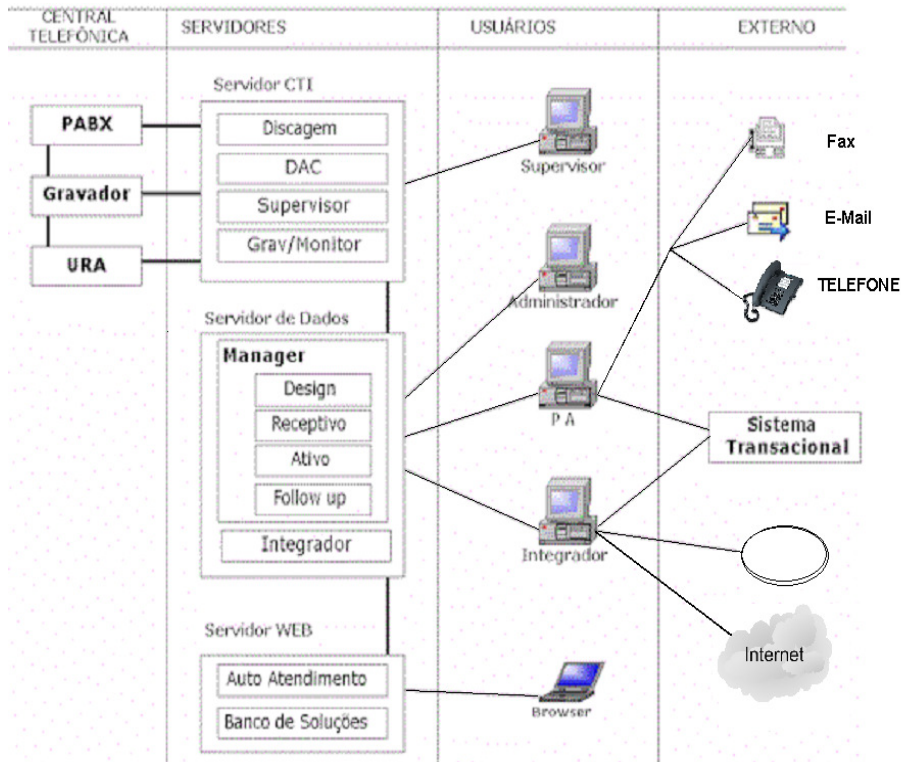 CENTRAL
TELEFÔNICA
SERVIDORES
USUÁRIOS
EXTERNO
Servidor CTI
PABX
Gravador
URA
Discagem
DAC
Supervisor
Grav/Monitor
Supervisor
Fax
E-Mail
TELEFONE
Administrador
Servidor de Dados
Manager
Design
Receptivo
Ativo
Follow up
Integrador
P A
Sistema
Transacional
Integrador
Internet
Servidor WEB
Auto Atendimento
Banco de Soluções
Browser